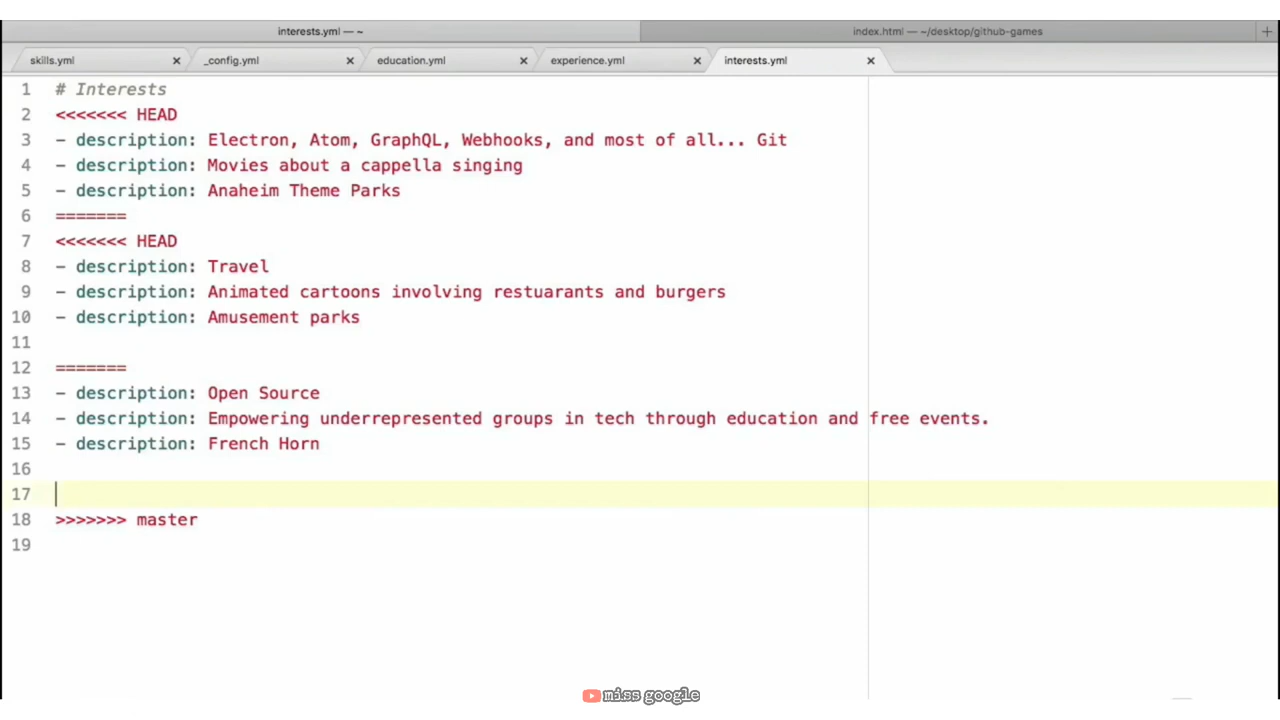 interests.yml — ~
index.html — ~/desktop/github-games
+
skills.yml ×
_config.yml ×
education.yml ×
experience.yml ×
interests.yml ×
1 # Interests
2 <<<<<<< HEAD
3 - description: Electron, Atom, GraphQL, Webhooks, and most of all... Git
4 - description: Movies about a cappella singing
5 - description: Anaheim Theme Parks
6 =======
7 <<<<<<< HEAD
8 - description: Travel
9 - description: Animated cartoons involving restuarants and burgers
10 - description: Amusement parks
11
12 =======
13 - description: Open Source
14 - description: Empowering underrepresented groups in tech through education and free events.
15 - description: French Horn
16
17
18 >>>>>>> master
19
miss google